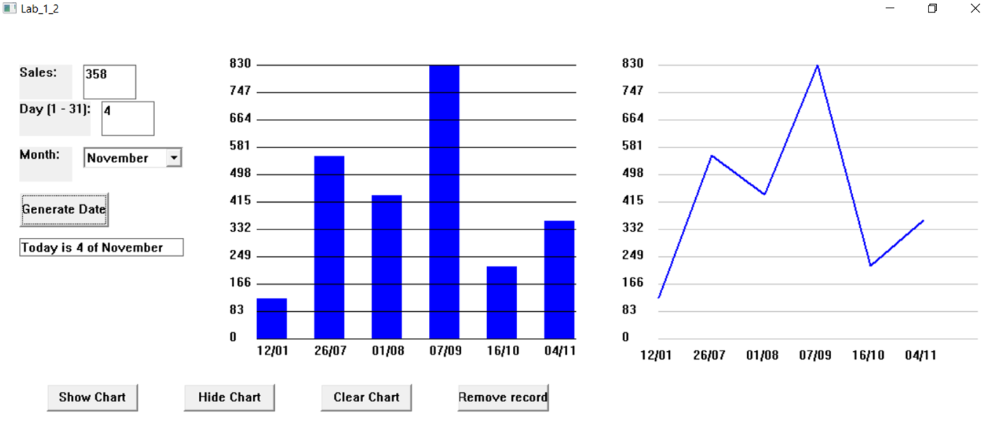 Lab_1_2
Sales:
358
Day (1 - 31):
4
Month:
November
Generate Date
Today is 4 of November
830
747
664
581
498
415
332
249
166
83
0
12/01 26/07 01/08 07/09 16/10 04/11
830
747
664
581
498
415
332
249
166
83
0
12/01 26/07 01/08 07/09 16/10 04/11
Show Chart
Hide Chart
Clear Chart
Remove record